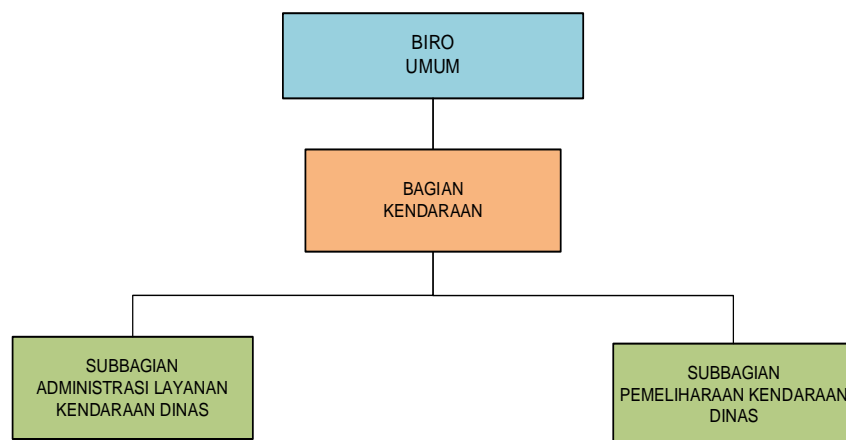 BIRO
UMUM
BAGIAN
KENDARAAN
SUBBAGIAN
ADMINISTRASI LAYANAN
KENDARAAN DINAS
SUBBAGIAN
PEMELIHARAAN KENDARAAN
DINAS